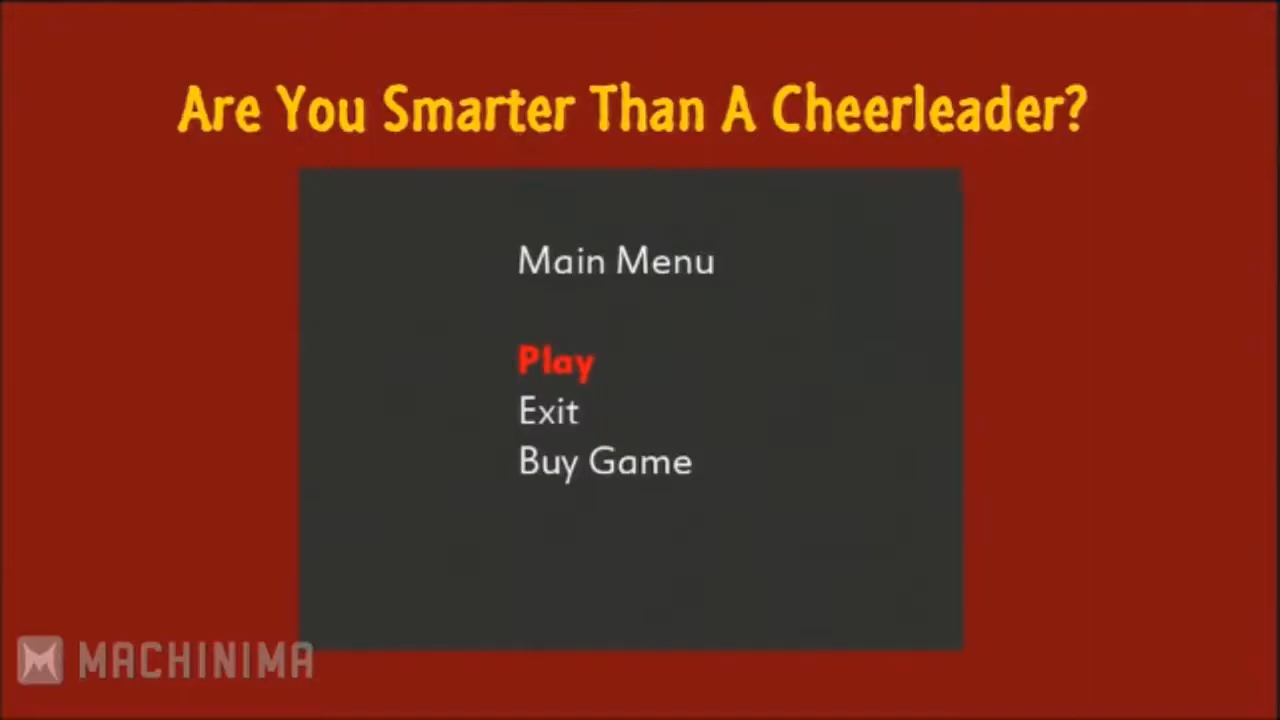 Are You Smarter Than A Cheerleader?
Main Menu
Play
Exit
Buy Game
MACHINIMA